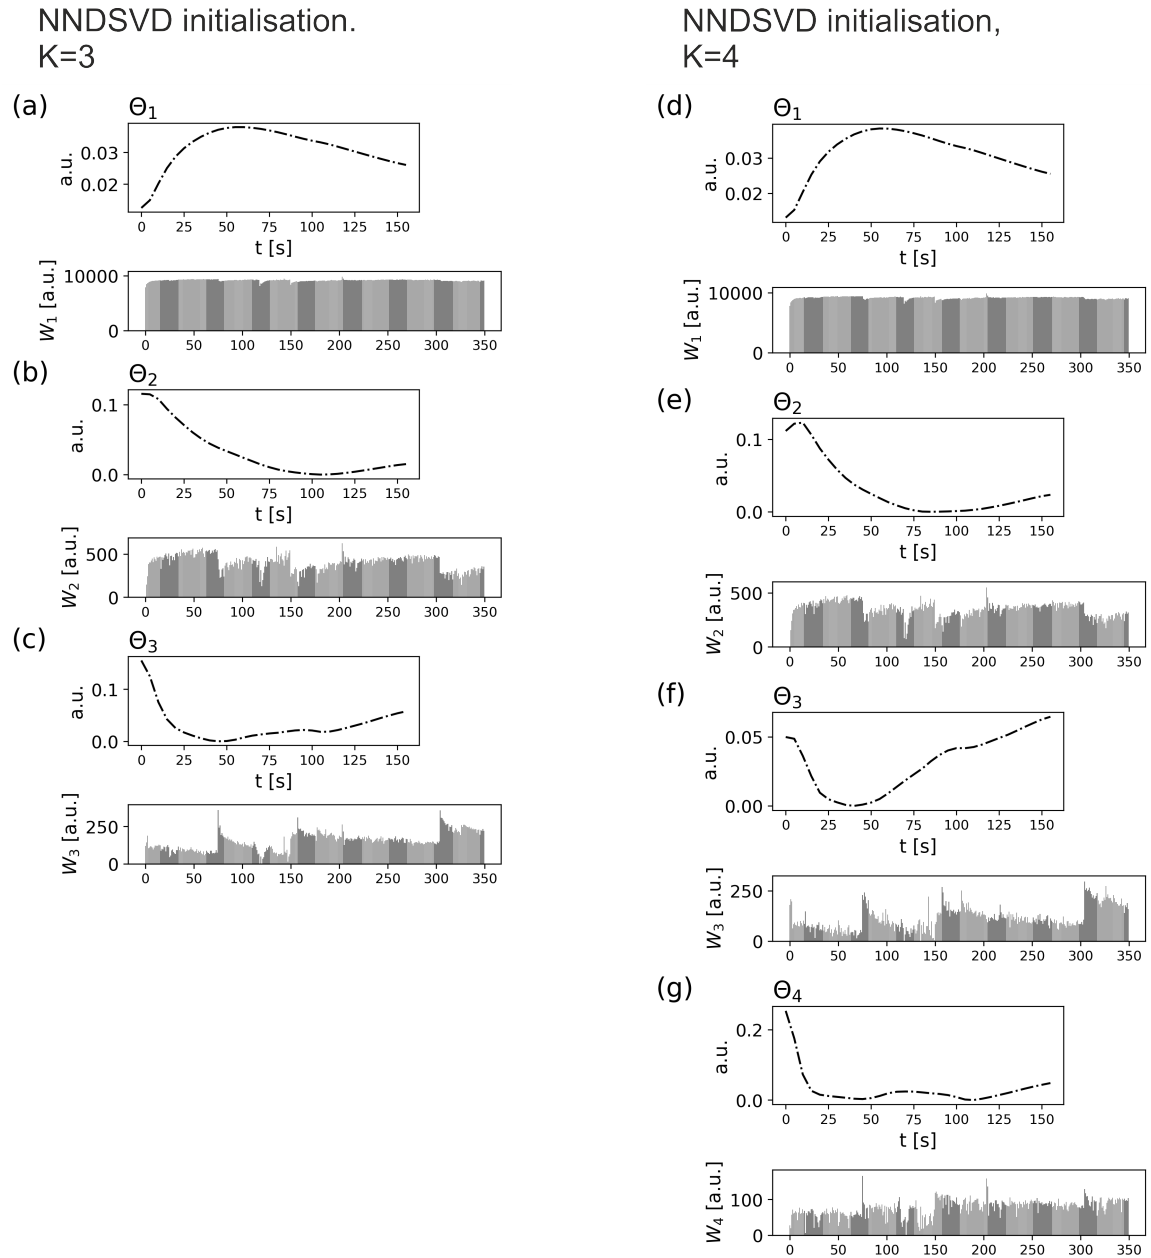 NNDSVD initialisation.
K=3
(a)
Θ1
0.03
0.02
a.u.
0 25 50 75 100 125 150
t [s]
10000
0
W1 [a.u.]
0 50 100 150 200 250 300 350
(b)
Θ2
0.1
0.0
a.u.
0 25 50 75 100 125 150
t [s]
500
0
W2 [a.u.]
0 50 100 150 200 250 300 350
(c)
Θ3
0.1
0.0
a.u.
0 25 50 75 100 125 150
t [s]
250
0
W3 [a.u.]
0 50 100 150 200 250 300 350
NNDSVD initialisation,
K=4
(d)
Θ1
0.03
0.02
a.u.
0 25 50 75 100 125 150
t [s]
10000
0
W1 [a.u.]
0 50 100 150 200 250 300 350
(e)
Θ2
0.1
0.0
a.u.
0 25 50 75 100 125 150
t [s]
500
0
W2 [a.u.]
0 50 100 150 200 250 300 350
(f)
Θ3
0.05
0.00
a.u.
0 25 50 75 100 125 150
t [s]
250
0
W3 [a.u.]
0 50 100 150 200 250 300 350
(g)
Θ4
0.2
0.0
a.u.
0 25 50 75 100 125 150
t [s]
100
0
W4 [a.u.]
0 50 100 150 200 250 300 350